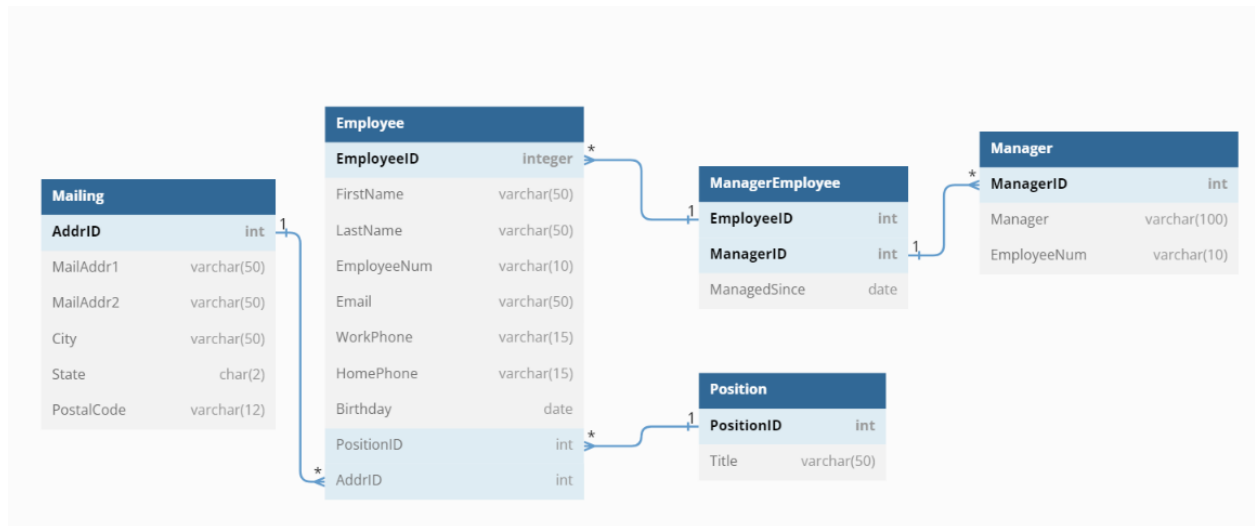 Mailing
AddrID int
MailAddr1 varchar(50)
MailAddr2 varchar(50)
City varchar(50)
State char(2)
PostalCode varchar(12)
1
*
Employee
EmployeeID integer
FirstName varchar(50)
LastName varchar(50)
EmployeeNum varchar(10)
Email varchar(50)
WorkPhone varchar(15)
HomePhone varchar(15)
Birthday date
PositionID int
AddrID int
*
1
ManagerEmployee
EmployeeID int
ManagerID int
ManagedSince date
1
*
Manager
ManagerID int
Manager varchar(100)
EmployeeNum varchar(10)
*
1
Position
PositionID int
Title varchar(50)